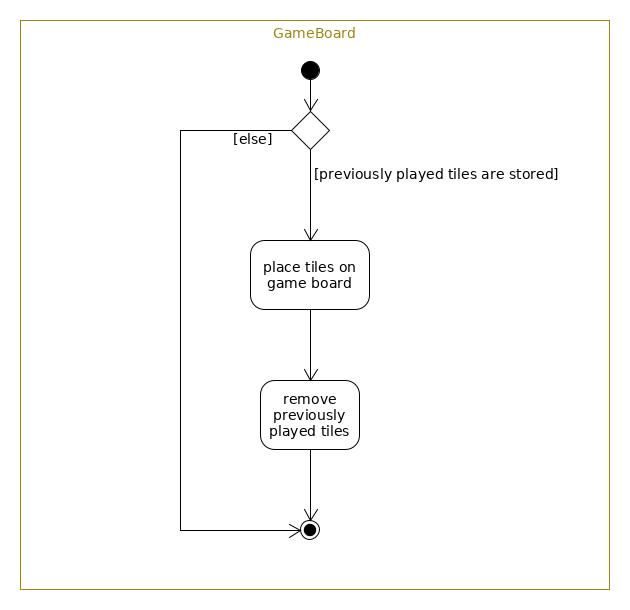 GameBoard
[else]
[previously played tiles are stored]
place tiles on
game board
remove
previously
played tiles